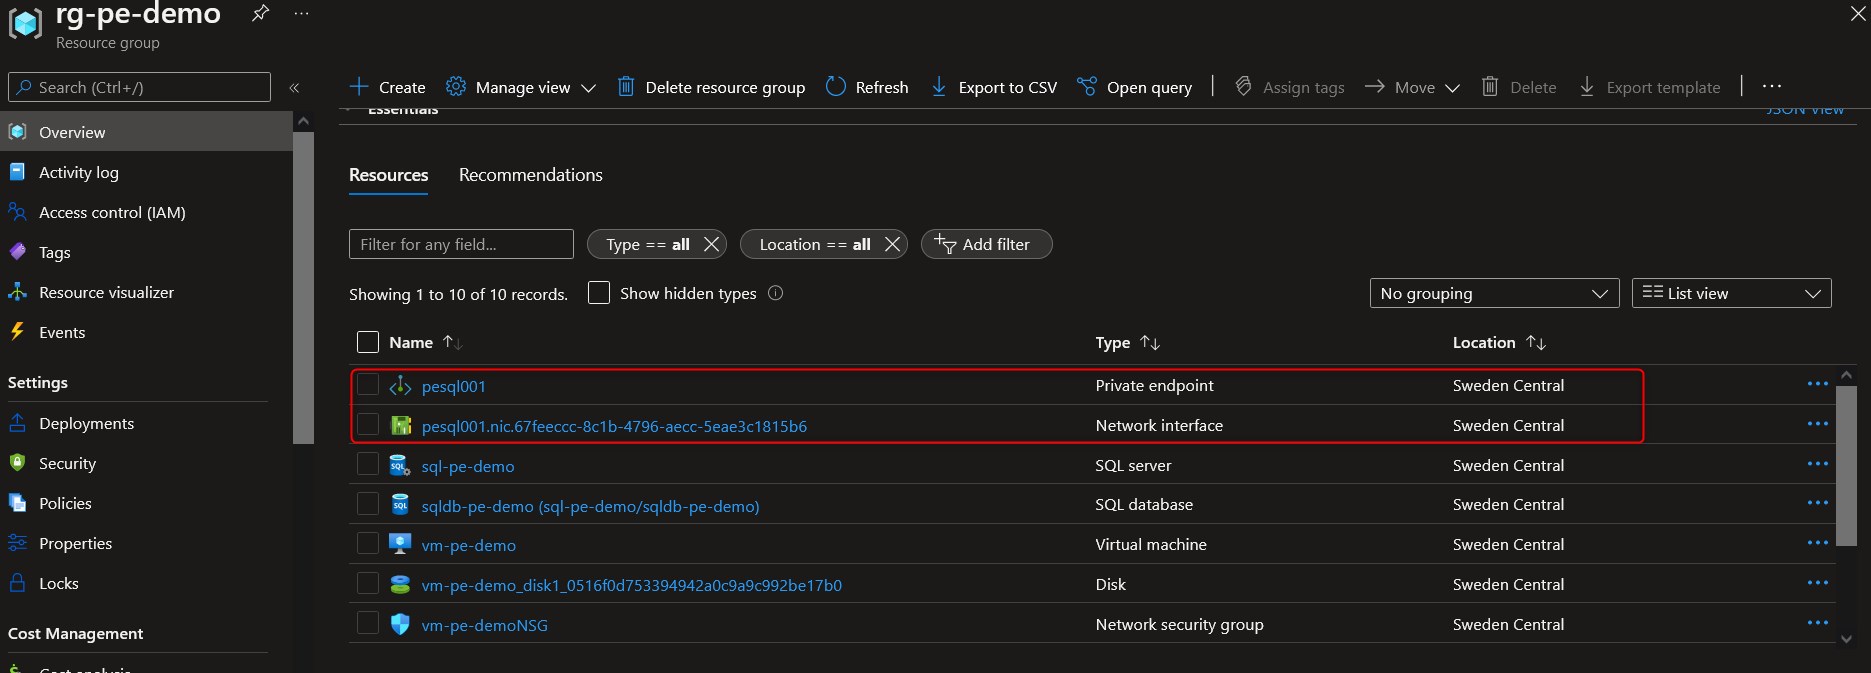 rg-pe-demo
Resource group
Search (Ctrl+/)
Create Manage view Delete resource group Refresh Export to CSV Open query Assign tags Move Delete Export template
Overview
Activity log
Access control (IAM)
Tags
Resource visualizer
Events
Settings
Deployments
Security
Policies
Properties
Locks
Cost Management
Cost analysis
Essentials JSON View
Resources Recommendations
Filter for any field... Type == all Location == all Add filter
Showing 1 to 10 of 10 records. Show hidden types No grouping List view
Name Type Location
pesql001 Private endpoint Sweden Central
pesql001.nic.67feeccc-8c1b-4796-aecc-5eae3c1815b6 Network interface Sweden Central
sql-pe-demo SQL server Sweden Central
sqldb-pe-demo (sql-pe-demo/sqldb-pe-demo) SQL database Sweden Central
vm-pe-demo Virtual machine Sweden Central
vm-pe-demo_disk1_0516f0d753394942a0c9a9c992be17b0 Disk Sweden Central
vm-pe-demoNSG Network security group Sweden Central